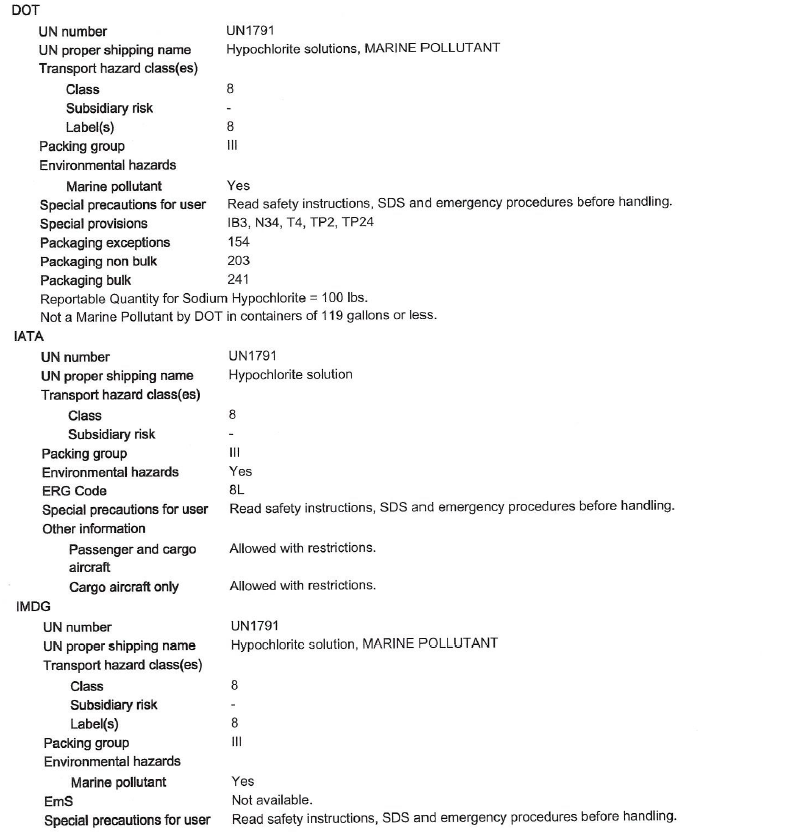 DOT
UN number UN1791
UN proper shipping name Hypochlorite solutions, MARINE POLLUTANT
Transport hazard class(es)
Class 8
Subsidiary risk -
Label(s) 8
Packing group III
Environmental hazards
Marine pollutant Yes
Special precautions for user Read safety instructions, SDS and emergency procedures before handling.
Special provisions IB3, N34, T4, TP2, TP24
Packaging exceptions 154
Packaging non bulk 203
Packaging bulk 241
Reportable Quantity for Sodium Hypochlorite = 100 lbs.
Not a Marine Pollutant by DOT in containers of 119 gallons or less.
IATA
UN number UN1791
UN proper shipping name Hypochlorite solution
Transport hazard class(es)
Class 8
Subsidiary risk -
Packing group III
Environmental hazards Yes
ERG Code 8L
Special precautions for user Read safety instructions, SDS and emergency procedures before handling.
Other information
Passenger and cargo Allowed with restrictions.
aircraft
Cargo aircraft only Allowed with restrictions.
IMDG
UN number UN1791
UN proper shipping name Hypochlorite solution, MARINE POLLUTANT
Transport hazard class(es)
Class 8
Subsidiary risk -
Label(s) 8
Packing group III
Environmental hazards
Marine pollutant Yes
EmS Not available.
Special precautions for user Read safety instructions, SDS and emergency procedures before handling.